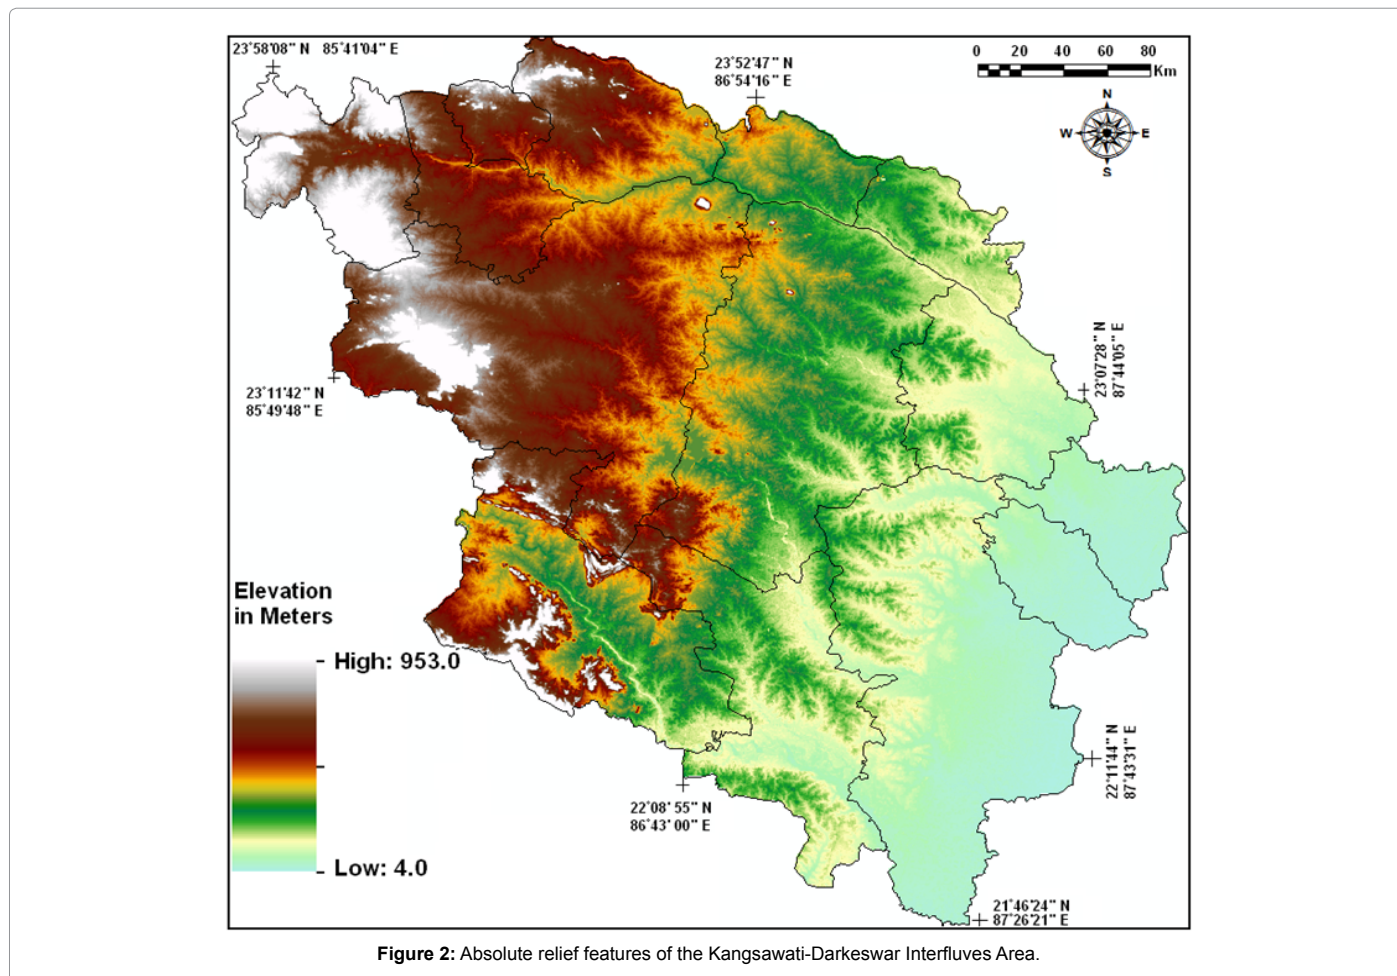 23°58'08" N 85°41'04" E
23°52'47" N
86°54'16" E
0 20 40 60 80
Km
N
W E
S
23°07'28" N
87°44'05" E
23°11'42" N
85°49'48" E
Elevation
in Meters
High: 953.0
Low: 4.0
22°11'44" N
87°43'31" E
22°08'55" N
86°43'00" E
21°46'24" N
87°26'21" E
Figure 2: Absolute relief features of the Kangsawati-Darkeswar Interfluves Area.